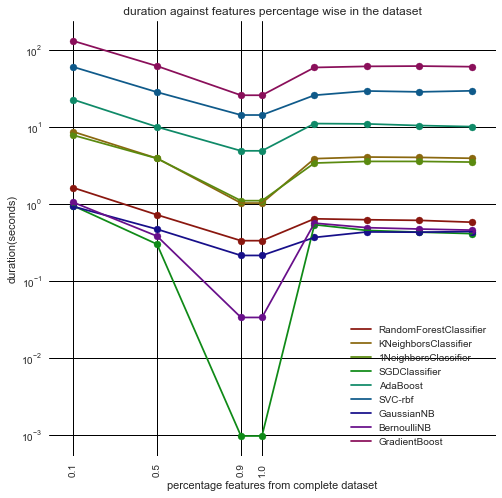 duration against features percentage wise in the dataset
10²
10¹
10⁰
10⁻¹
10⁻²
10⁻³
duration(seconds)
RandomForestClassifier
KNeighborsClassifier
1NeighborsClassifier
SGDClassifier
AdaBoost
SVC-rbf
GaussianNB
BernoulliNB
GradientBoost
0.1
0.5
0.9
1.0
percentage features from complete dataset